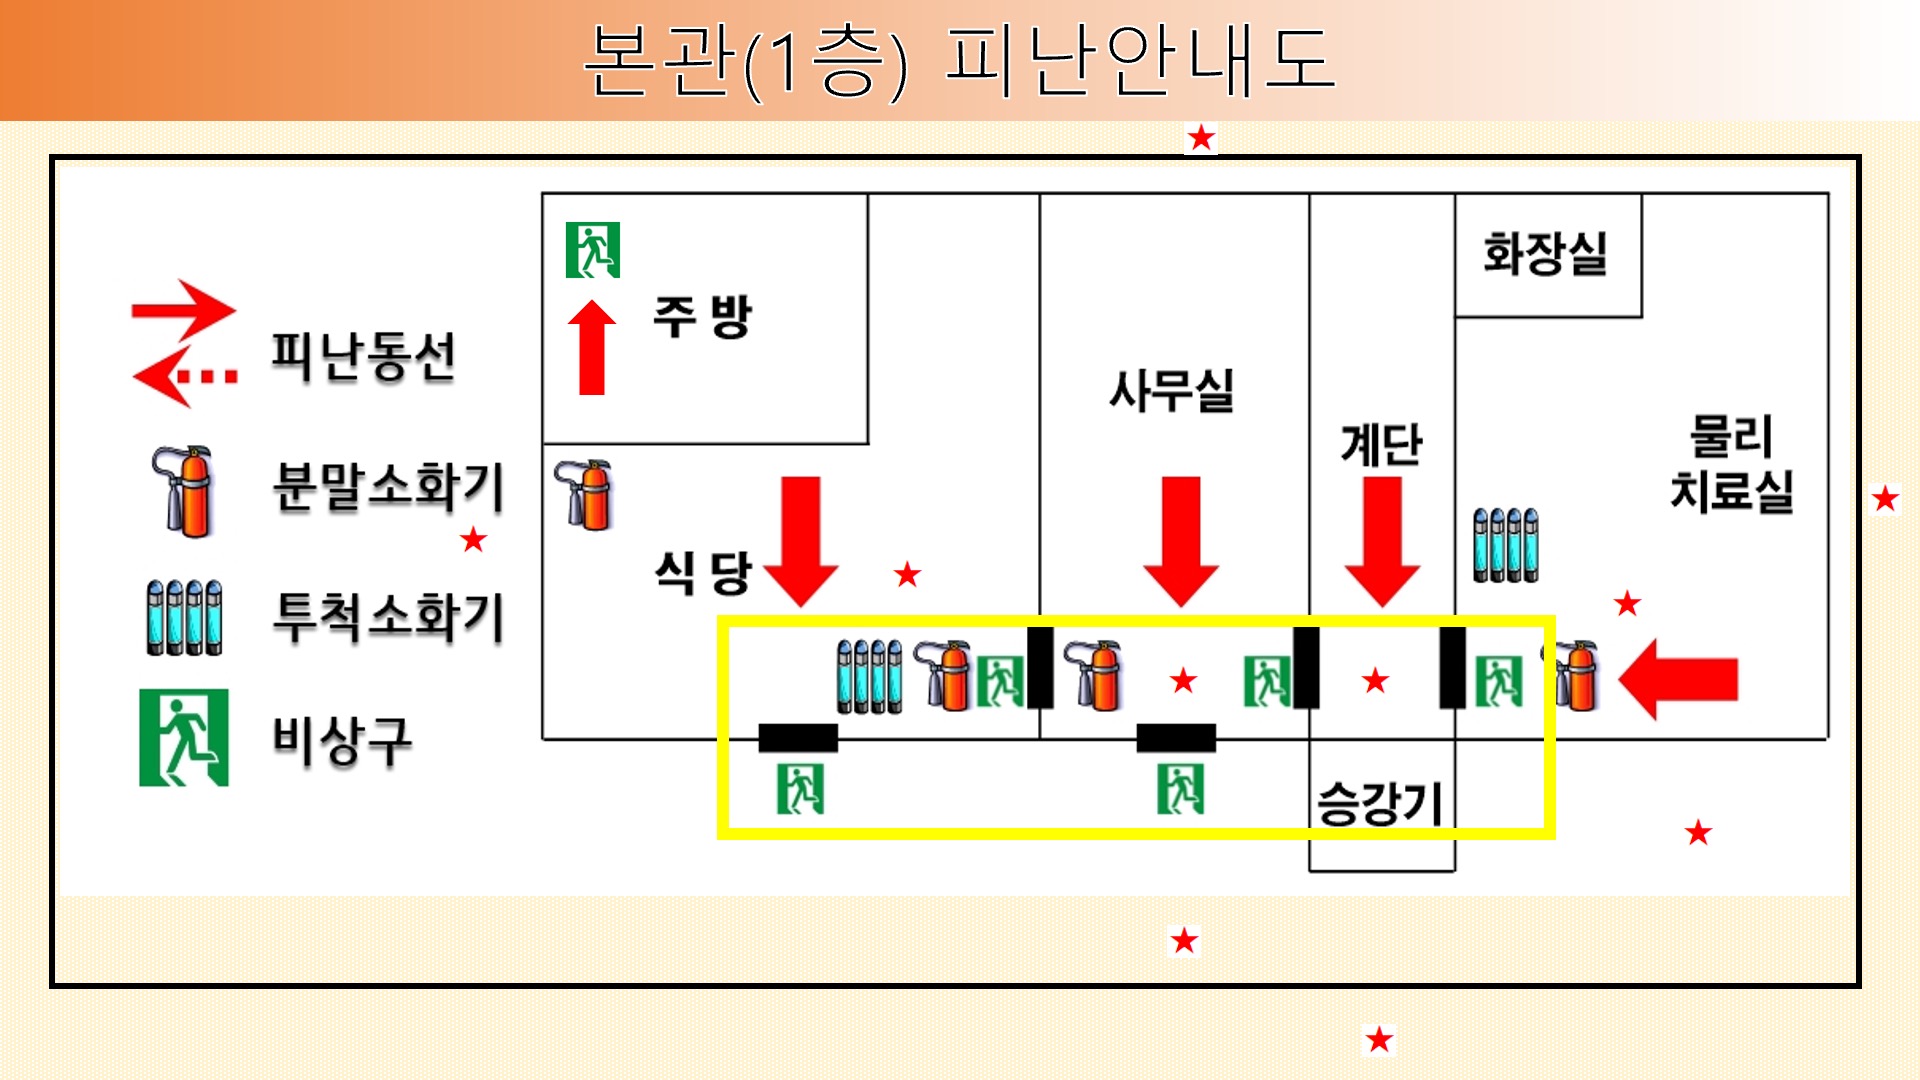 본관(1층) 피난안내도
피난동선
분말소화기
투척소화기
비상구
주 방
식 당
사무실
계단
화장실
물리
치료실
승강기